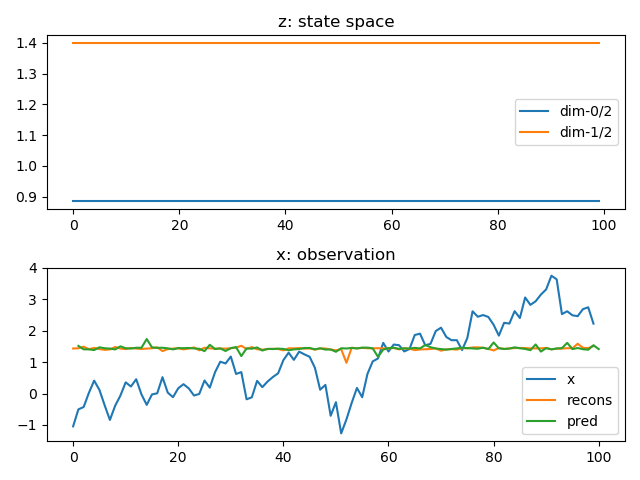 z: state space
1.4
1.3
1.2
1.1
1.0
0.9
dim-0/2
dim-1/2
0 20 40 60 80 100
x: observation
4
3
2
1
0
−1
x
recons
pred
0 20 40 60 80 100